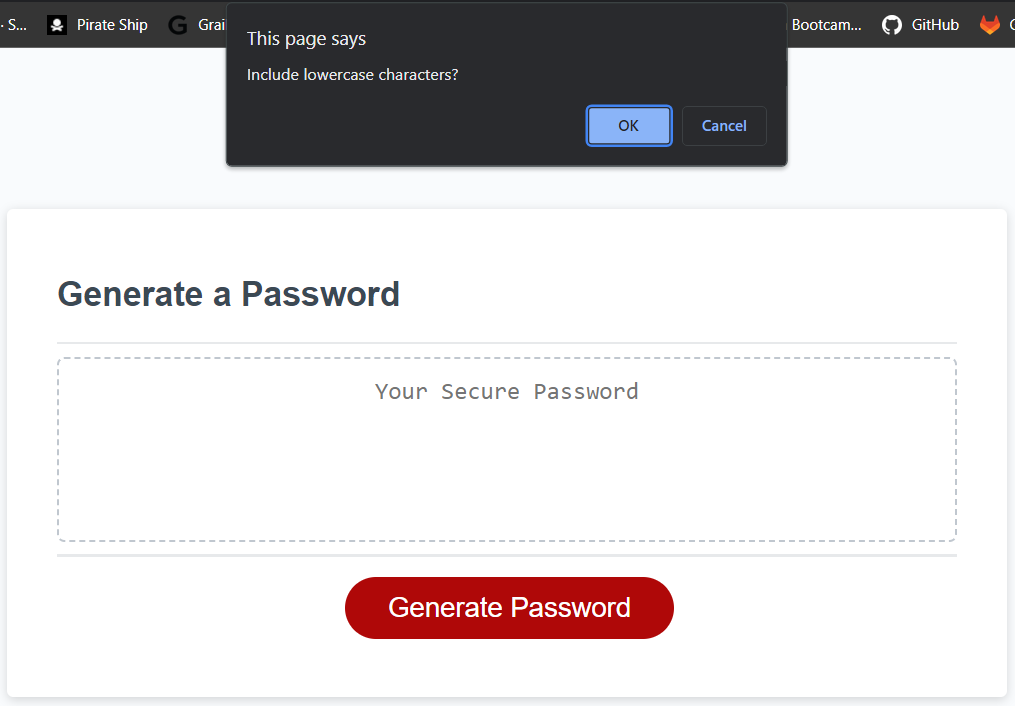 · S... Pirate Ship Grai Bootcam... GitHub
This page says
Include lowercase characters?
OK Cancel
Generate a Password
Your Secure Password
Generate Password